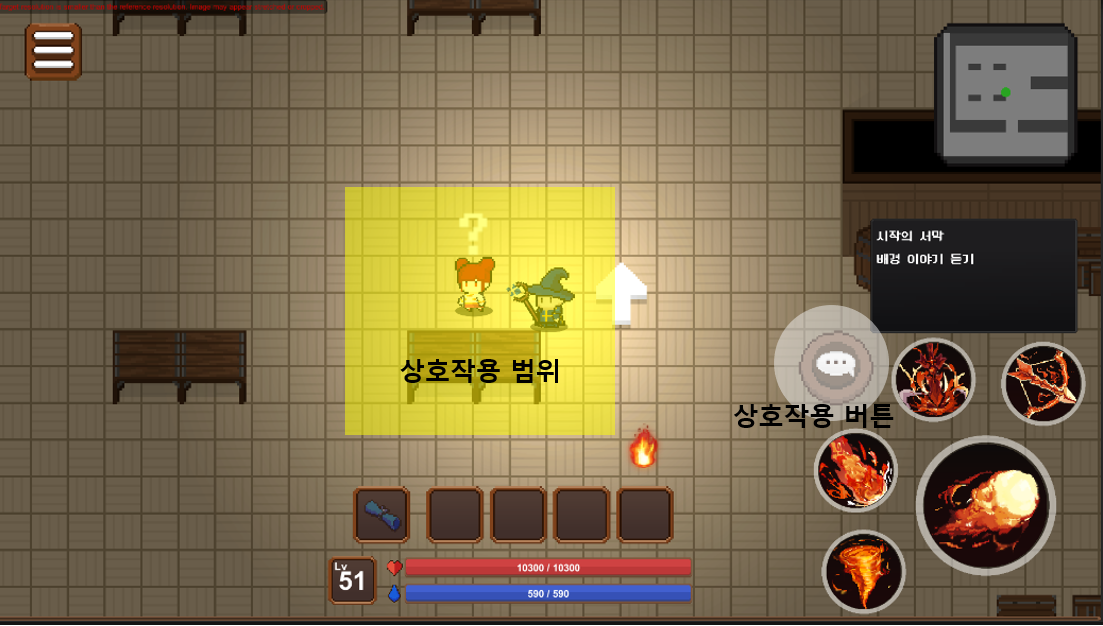 시작의 서막
배경 이야기 듣기
?
상호작용 범위
상호작용 버튼
Lv
51
10300 / 10300
590 / 590